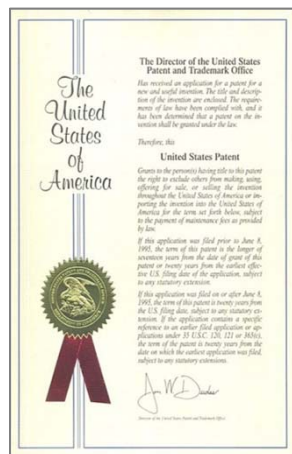 The
United
States
of
America
The Director of the United States
Patent and Trademark Office
Has received an application for a patent for a
new and useful invention. The title and descrip-
tion of the invention are enclosed. The require-
ments of law have been complied with, and it
has been determined that a patent on the in-
vention shall be granted under the law.
Therefore, this
United States Patent
Grants to the person(s) having title to this patent
the right to exclude others from making, using,
offering for sale, or selling the invention
throughout the United States of America or im-
porting the invention into the United States of
America for the term set forth below, subject
to the payment of maintenance fees as provided
by law.
If this application was filed prior to June 8,
1995, the term of this patent is the longer of
seventeen years from the date of grant of this
patent or twenty years from the earliest effec-
tive U.S. filing date of the application, subject
to any statutory extension.
If this application was filed on or after June 8,
1995, the term of this patent is twenty years from
the U.S. filing date, subject to any statutory ex-
tension. If the application contains a specific
reference to an earlier filed application or ap-
plications under 35 U.S.C. 120, 121 or 365(c),
the term of the patent is twenty years from the
date on which the earliest application was filed,
subject to any statutory extensions.
Director of the United States Patent and Trademark Office